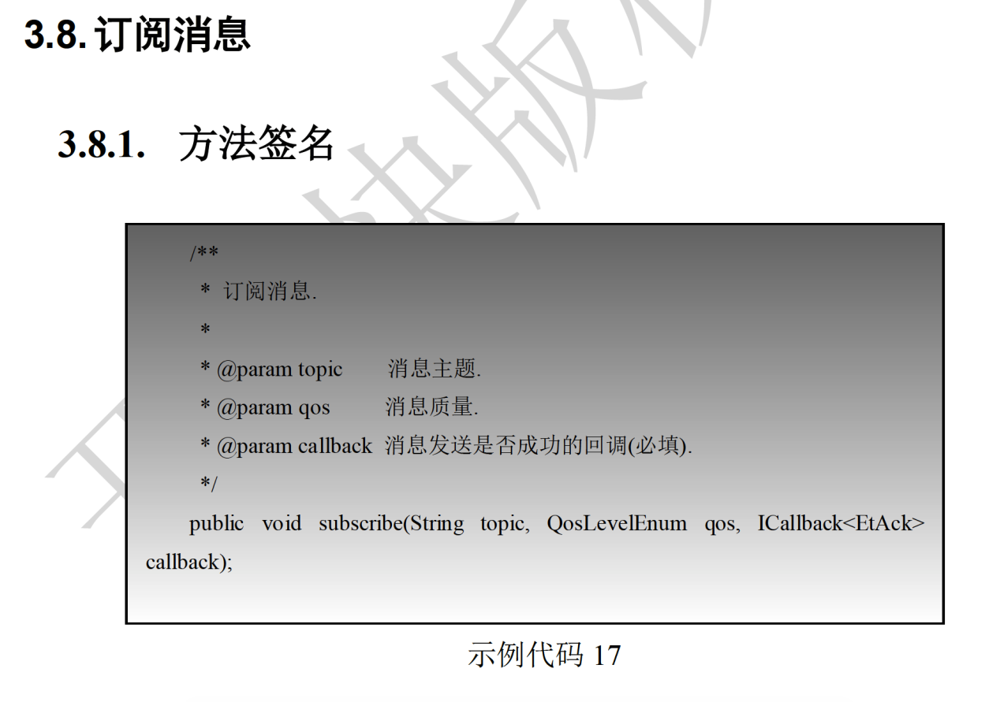 3.8. 订阅消息
3.8.1. 方法签名
/**
* 订阅消息.
*
* @param topic 消息主题.
* @param qos 消息质量.
* @param callback 消息发送是否成功的回调(必填).
*/
public void subscribe(String topic, QosLevelEnum qos, ICallback<EtAck>
callback);
示例代码 17
快版权